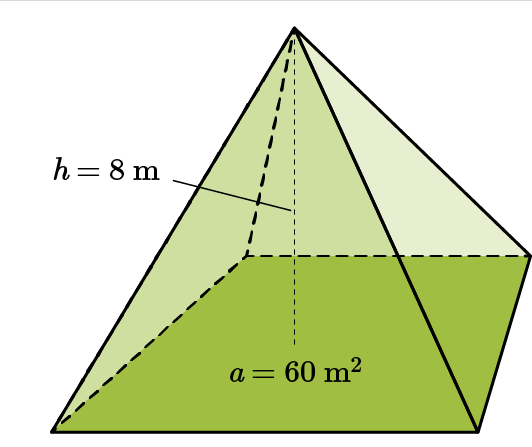 h = 8 m
a = 60 m²